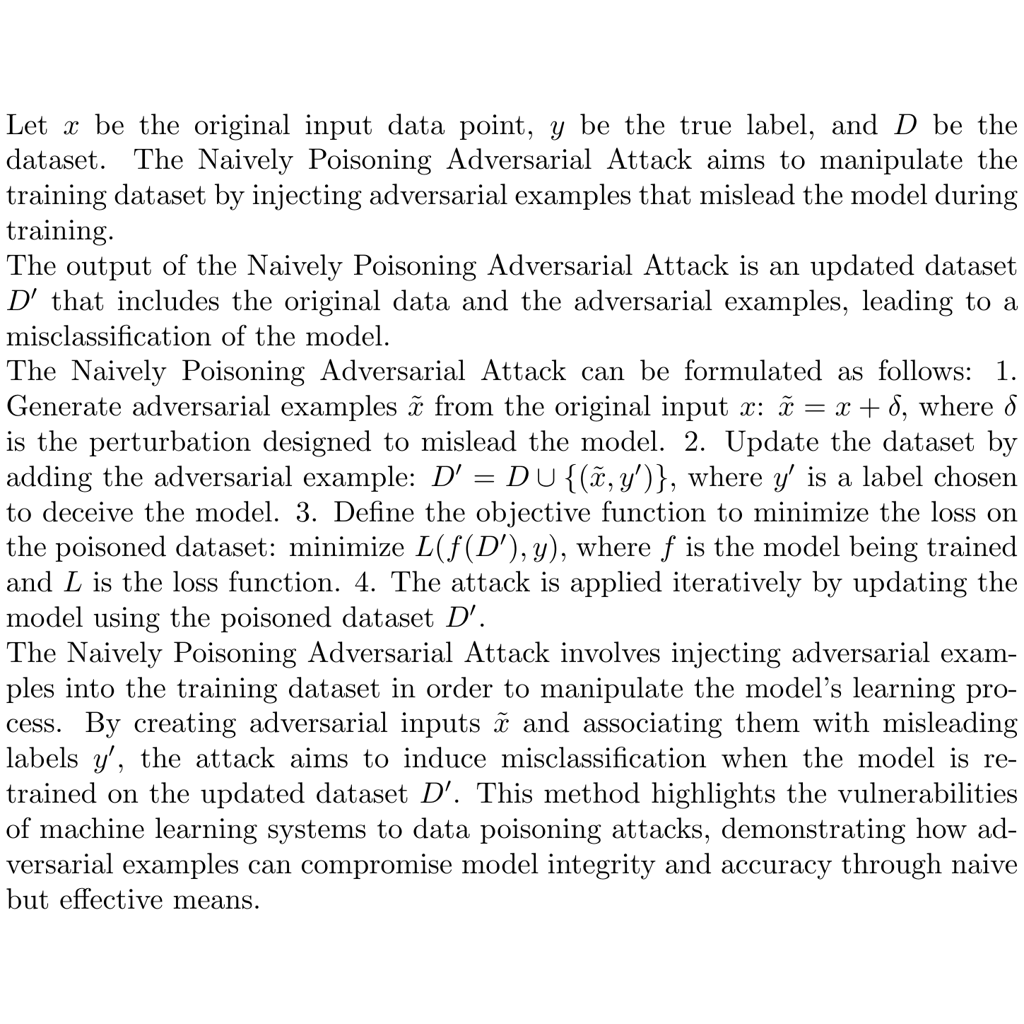 Let x be the original input data point, y be the true label, and D be the
dataset. The Naively Poisoning Adversarial Attack aims to manipulate the
training dataset by injecting adversarial examples that mislead the model during
training.
The output of the Naively Poisoning Adversarial Attack is an updated dataset
D′ that includes the original data and the adversarial examples, leading to a
misclassification of the model.
The Naively Poisoning Adversarial Attack can be formulated as follows: 1.
Generate adversarial examples x̃ from the original input x: x̃ = x + δ, where δ
is the perturbation designed to mislead the model. 2. Update the dataset by
adding the adversarial example: D′ = D ∪ {(x̃, y′)}, where y′ is a label chosen
to deceive the model. 3. Define the objective function to minimize the loss on
the poisoned dataset: minimize L(f(D′), y), where f is the model being trained
and L is the loss function. 4. The attack is applied iteratively by updating the
model using the poisoned dataset D′.
The Naively Poisoning Adversarial Attack involves injecting adversarial exam-
ples into the training dataset in order to manipulate the model's learning pro-
cess. By creating adversarial inputs x̃ and associating them with misleading
labels y′, the attack aims to induce misclassification when the model is re-
trained on the updated dataset D′. This method highlights the vulnerabilities
of machine learning systems to data poisoning attacks, demonstrating how ad-
versarial examples can compromise model integrity and accuracy through naive
but effective means.